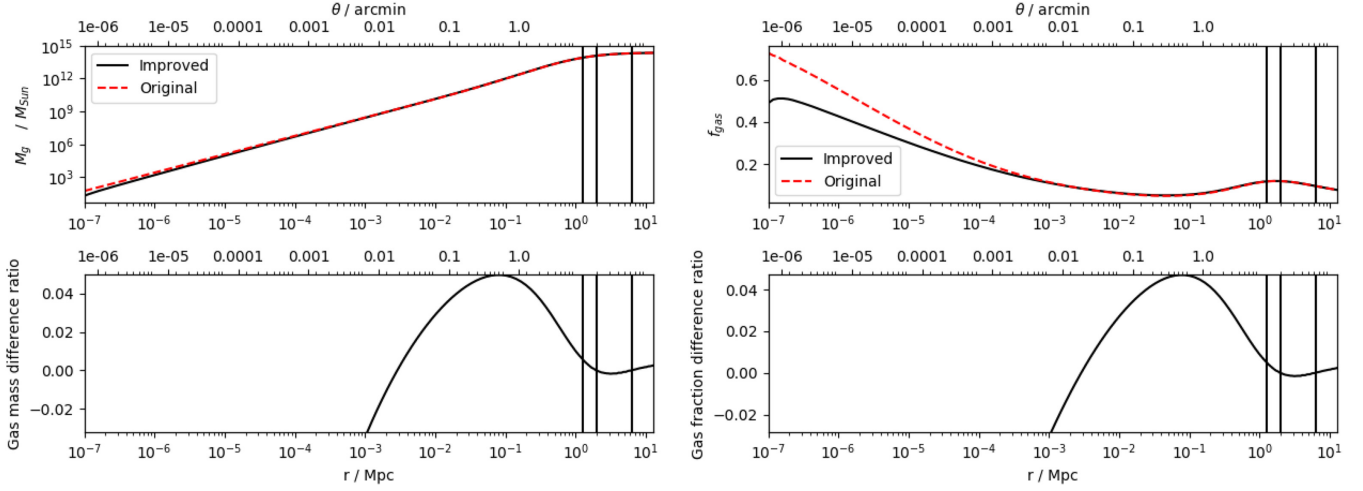 θ / arcmin
1e-06 1e-05 0.0001 0.001 0.01 0.1 1.0
10^15
10^12
10^9
10^6
10^3
M_g / M_Sun
Improved
Original
10^-7 10^-6 10^-5 10^-4 10^-3 10^-2 10^-1 10^0 10^1
1e-06 1e-05 0.0001 0.001 0.01 0.1 1.0
0.04
0.02
0.00
−0.02
Gas mass difference ratio
10^-7 10^-6 10^-5 10^-4 10^-3 10^-2 10^-1 10^0 10^1
r / Mpc
θ / arcmin
1e-06 1e-05 0.0001 0.001 0.01 0.1 1.0
0.6
0.4
0.2
f_gas
Improved
Original
10^-7 10^-6 10^-5 10^-4 10^-3 10^-2 10^-1 10^0 10^1
1e-06 1e-05 0.0001 0.001 0.01 0.1 1.0
0.04
0.02
0.00
−0.02
Gas fraction difference ratio
10^-7 10^-6 10^-5 10^-4 10^-3 10^-2 10^-1 10^0 10^1
r / Mpc